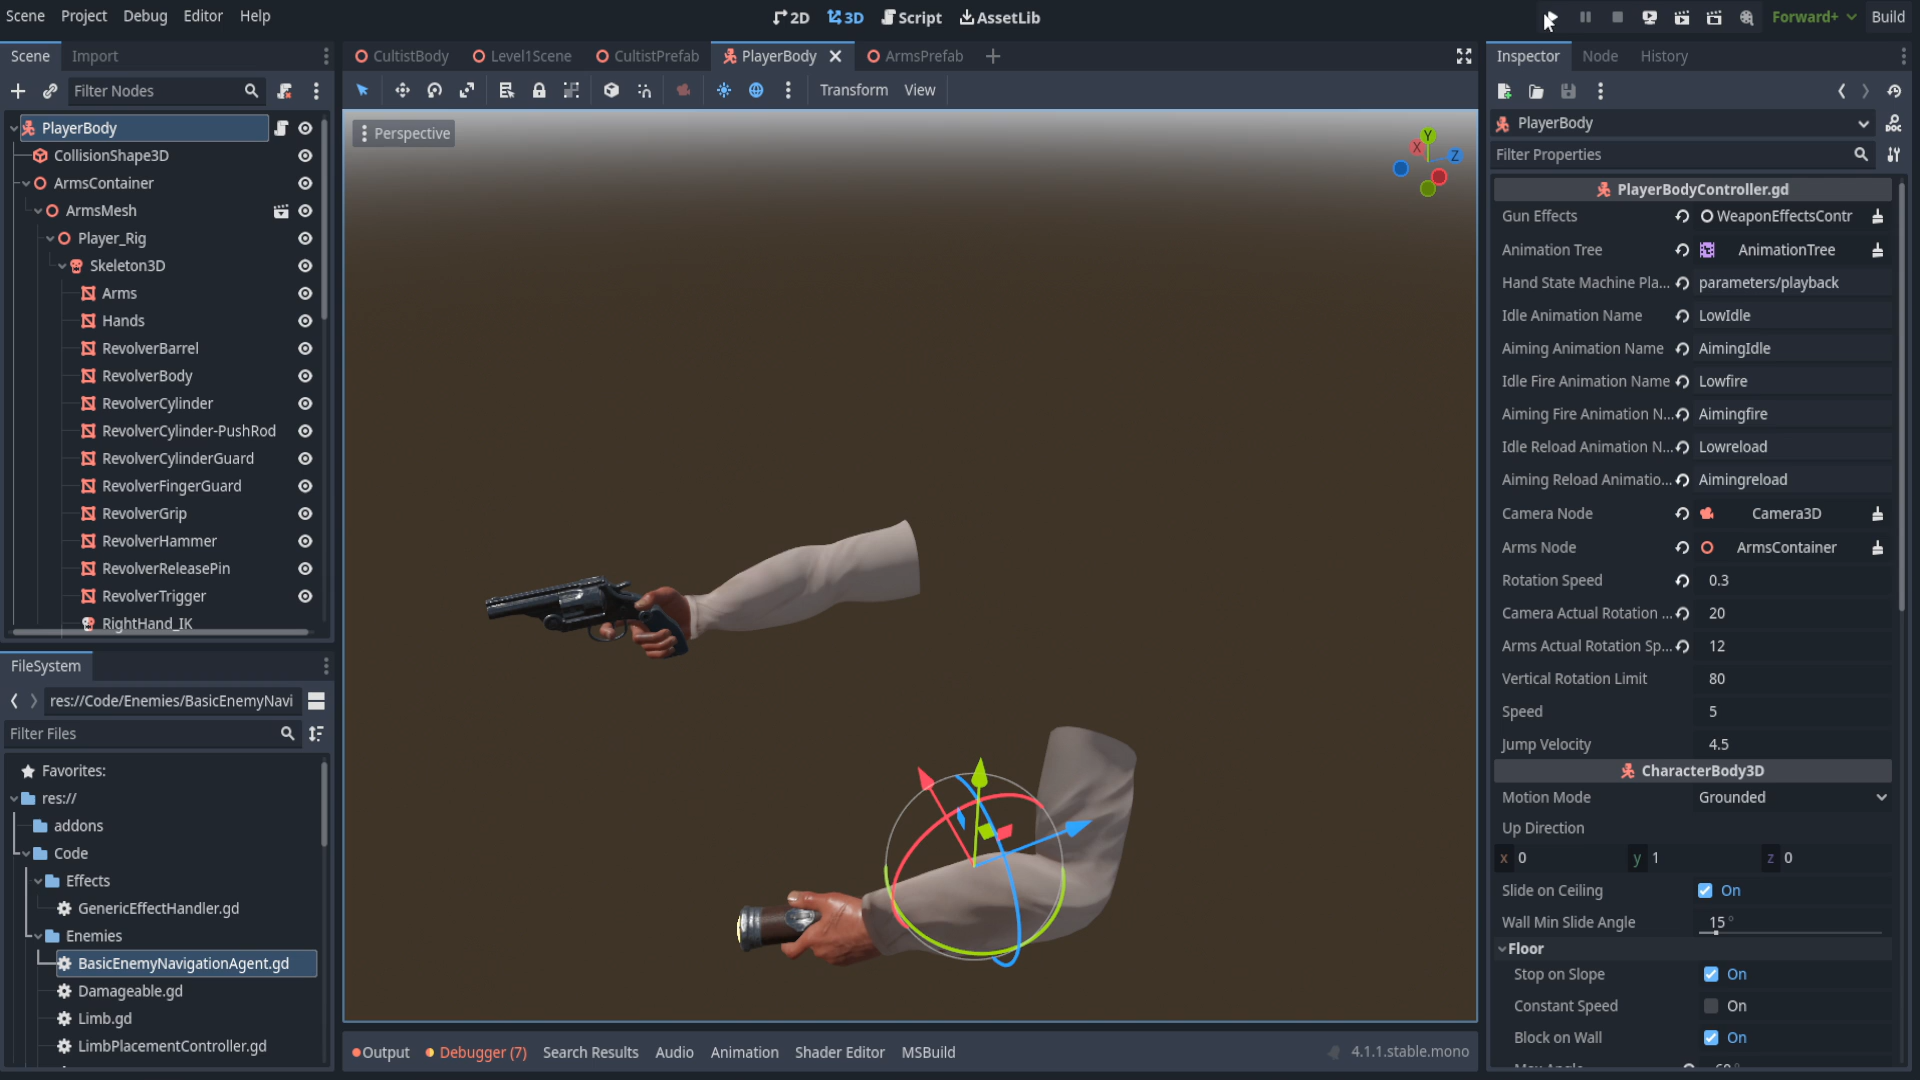 Scene Project Debug Editor Help
2D 3D Script AssetLib
Forward+ Build
Scene Import
Filter Nodes
PlayerBody
CollisionShape3D
ArmsContainer
ArmsMesh
Player_Rig
Skeleton3D
Arms
Hands
RevolverBarrel
RevolverBody
RevolverCylinder
RevolverCylinder-PushRod
RevolverCylinderGuard
RevolverFingerGuard
RevolverGrip
RevolverHammer
RevolverReleasePin
RevolverTrigger
RightHand_IK
FileSystem
res://Code/Enemies/BasicEnemyNavi
Filter Files
Favorites:
res://
addons
Code
Effects
GenericEffectHandler.gd
Enemies
BasicEnemyNavigationAgent.gd
Damageable.gd
Limb.gd
LimbPlacementController.gd
CultistBody Level1Scene CultistPrefab PlayerBody ArmsPrefab
Transform View
Perspective
Y
X
Z
Output Debugger (7) Search Results Audio Animation Shader Editor MSBuild
4.1.1.stable.mono
Inspector Node History
PlayerBody
DOC
Filter Properties
PlayerBodyController.gd
Gun Effects WeaponEffectsContr
Animation Tree AnimationTree
Hand State Machine Pla... parameters/playback
Idle Animation Name LowIdle
Aiming Animation Name AimingIdle
Idle Fire Animation Name Lowfire
Aiming Fire Animation N... Aimingfire
Idle Reload Animation N... Lowreload
Aiming Reload Animatio... Aimingreload
Camera Node Camera3D
Arms Node ArmsContainer
Rotation Speed 0.3
Camera Actual Rotation ... 20
Arms Actual Rotation Sp... 12
Vertical Rotation Limit 80
Speed 5
Jump Velocity 4.5
CharacterBody3D
Motion Mode Grounded
Up Direction
x 0 y 1 z 0
Slide on Ceiling On
Wall Min Slide Angle 15 °
Floor
Stop on Slope On
Constant Speed On
Block on Wall On